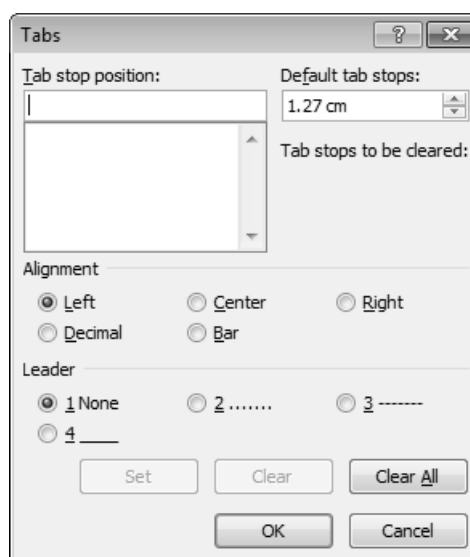 Tabs
Tab stop position:
Default tab stops:
1.27 cm
Tab stops to be cleared:
Alignment
Left Center Right
Decimal Bar
Leader
1 None 2 ....... 3 -------
4 ____
Set Clear Clear All
OK Cancel